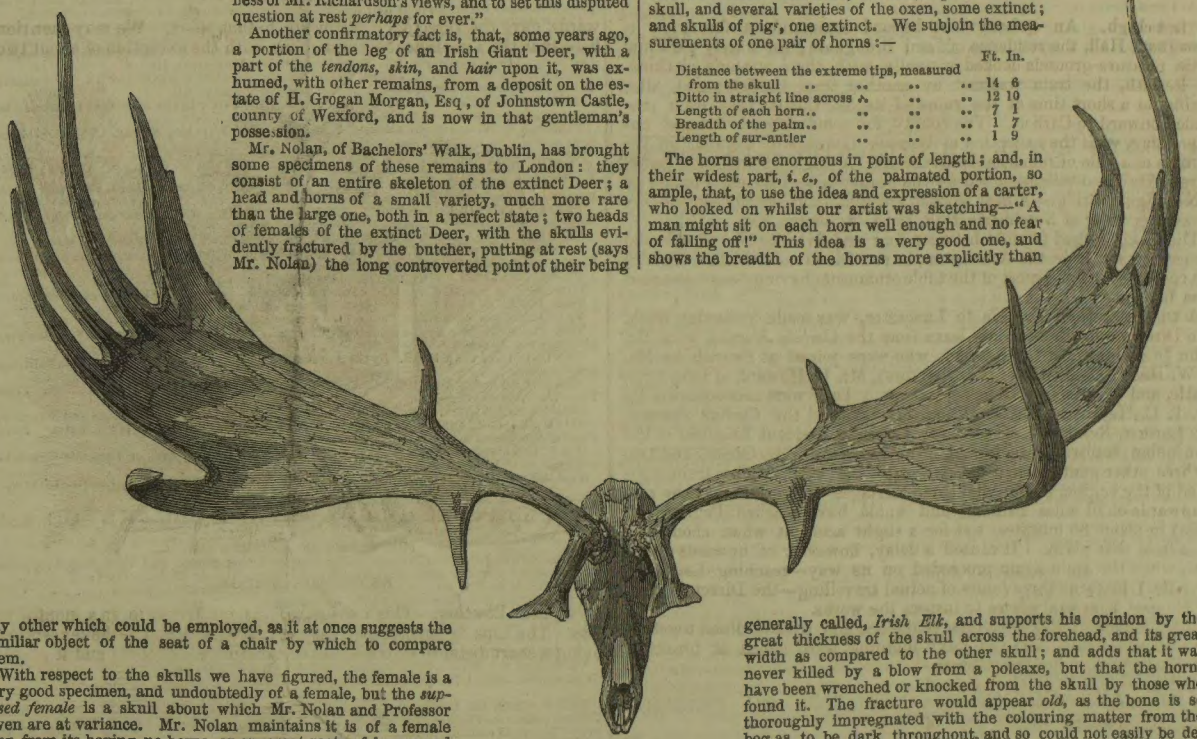 ness of Mr. Richardson's views, and to set this disputed
question at rest perhaps for ever."
Another confirmatory fact is, that, some years ago,
a portion of the leg of an Irish Giant Deer, with a
part of the tendons, skin, and hair upon it, was ex-
humed, with other remains, from a deposit on the es-
tate of H. Grogan Morgan, Esq , of Johnstown Castle,
county of Wexford, and is now in that gentleman's
possession.
Mr. Nolan, of Bachelors' Walk, Dublin, has brought
some specimens of these remains to London : they
consist of an entire skeleton of the extinct Deer; a
head and horns of a small variety, much more rare
than the large one, both in a perfect state; two heads
of females of the extinct Deer, with the skulls evi-
dently fractured by the butcher, putting at rest (says
Mr. Nolan) the long controverted point of their being
skull, and several varieties of the oxen, some extinct;
and skulls of pigs, one extinct. We subjoin the mea-
surements of one pair of horns :—
Ft. In.
Distance between the extreme tips, measured
from the skull .. .. .. 14 6
Ditto in straight line across .. .. .. 12 10
Length of each horn.. .. .. .. 7 1
Breadth of the palm.. .. .. .. 1 7
Length of sur-antler .. .. .. 1 9
The horns are enormous in point of length; and, in
their widest part, i. e., of the palmated portion, so
ample, that, to use the idea and expression of a carter,
who looked on whilst our artist was sketching—"A
man might sit on each horn well enough and no fear
of falling off!" This idea is a very good one, and
shows the breadth of the horns more explicitly than
y other which could be employed, as it at once suggests the
miliar object of the seat of a chair by which to compare
em.
With respect to the skulls we have figured, the female is a
ry good specimen, and undoubtedly of a female, but the sup-
sed female is a skull about which Mr. Nolan and Professor
ven are at variance. Mr. Nolan maintains it is of a female
generally called, Irish Elk, and supports his opinion by the
great thickness of the skull across the forehead, and its grea
width as compared to the other skull; and adds that it wa
never killed by a blow from a poleaxe, but that the horn
have been wrenched or knocked from the skull by those wh
found it. The fracture would appear old, as the bone is s
thoroughly impregnated with the colouring matter from the
bog as to be dark throughout, and so could not easily be de